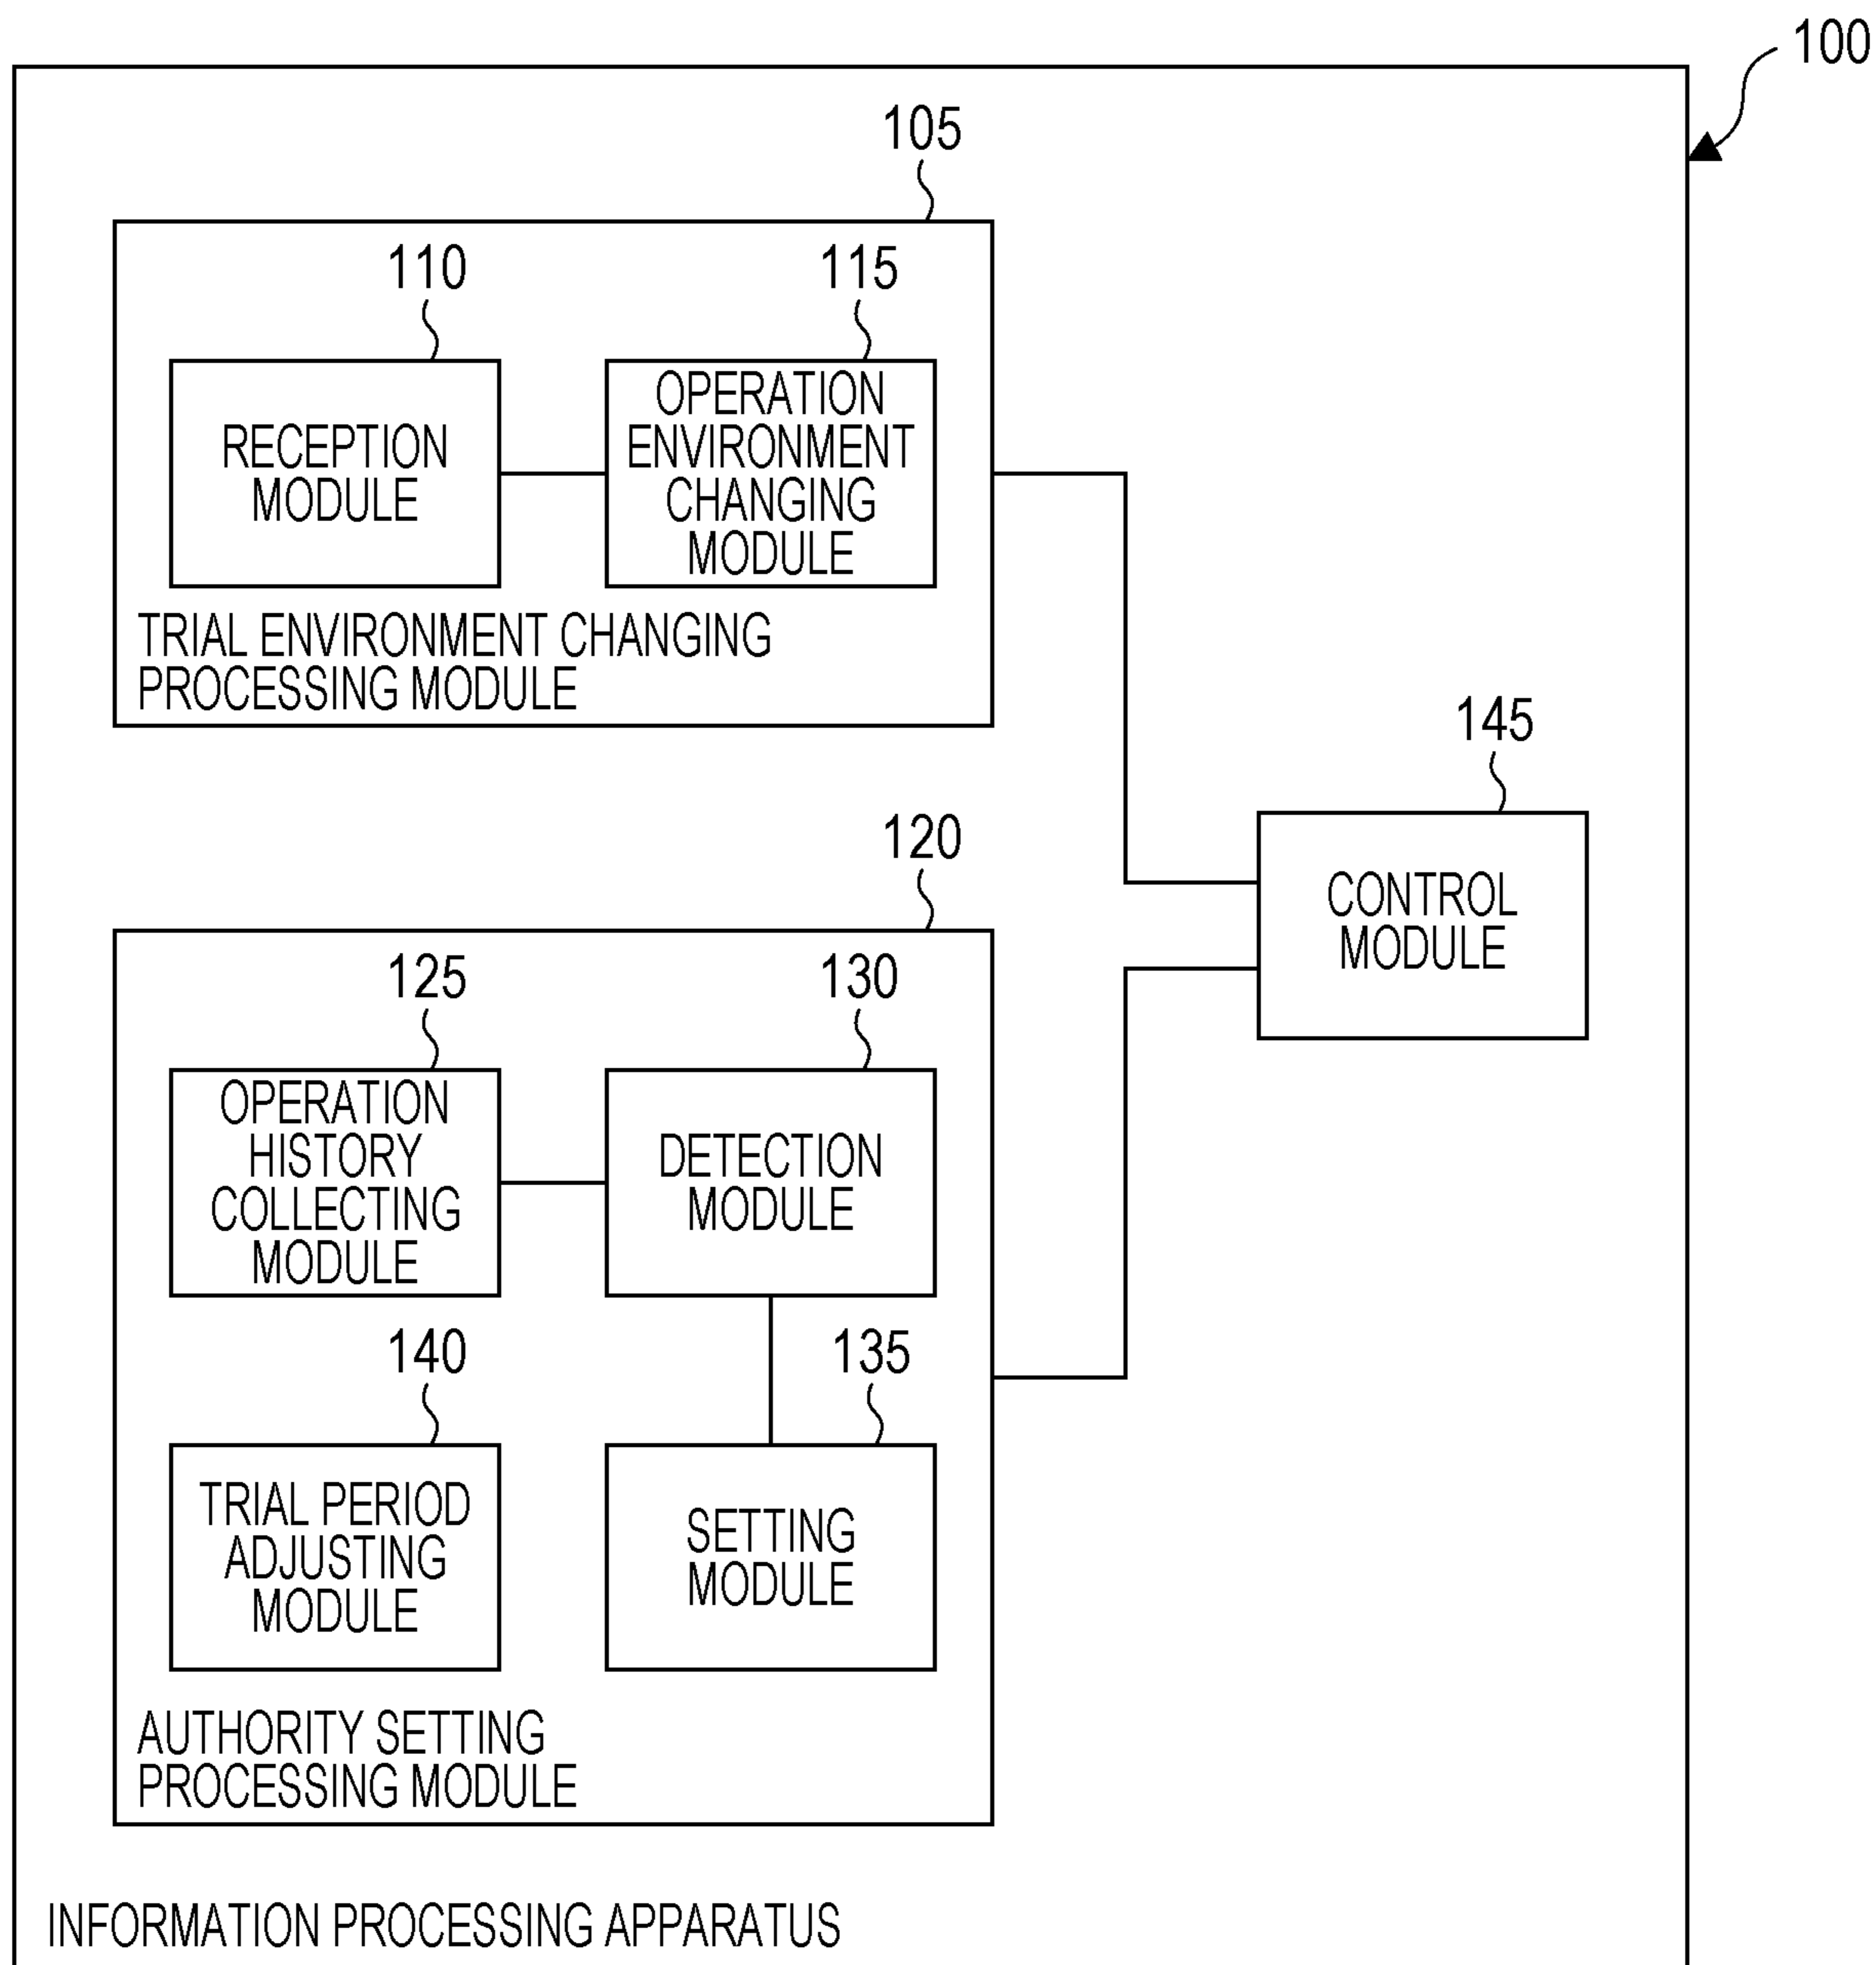 100
105
110
115
RECEPTION
MODULE
OPERATION
ENVIRONMENT
CHANGING
MODULE
TRIAL ENVIRONMENT CHANGING
PROCESSING MODULE
145
CONTROL
MODULE
120
125
130
OPERATION
HISTORY
COLLECTING
MODULE
DETECTION
MODULE
140
135
TRIAL PERIOD
ADJUSTING
MODULE
SETTING
MODULE
AUTHORITY SETTING
PROCESSING MODULE
INFORMATION PROCESSING APPARATUS